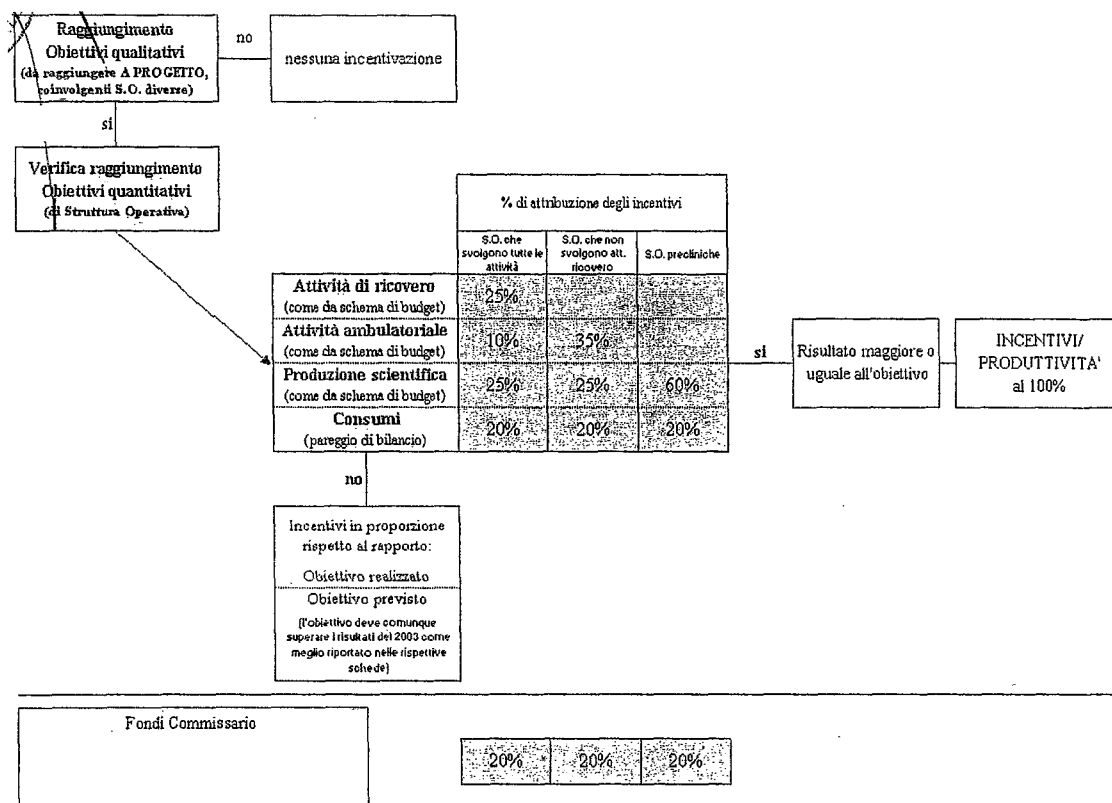 Raggiungimento
Obiettivi qualitativi
(da raggiungere A PROGETTO,
coinvolgenti S.O. diverse)
no
nessuna incentivazione
si
Verifica raggiungimento
Obiettivi quantitativi
(di Struttura Operativa)
% di attribuzione degli incentivi
S.O. che
svolgono tutte le
attività
S.O. che non
svolgono att.
ricovero
S.O. precliniche
Attività di ricovero
(come da schema di budget)
25%
Attività ambulatoriale
(come da schema di budget)
10% 35%
Produzione scientifica
(come da schema di budget)
25% 25% 60%
Consumi
(pareggio di bilancio)
20% 20% 20%
si
Risultato maggiore o
uguale all'obiettivo
INCENTIVI/
PRODUTTIVITA'
al 100%
no
Incentivi in proporzione
rispetto al rapporto:
Obiettivo realizzato
Obiettivo previsto
(l'obiettivo deve comunque
superare i risultati del 2003 come
meglio riportato nelle rispettive
schede)
Fondi Commissario
20% 20% 20%